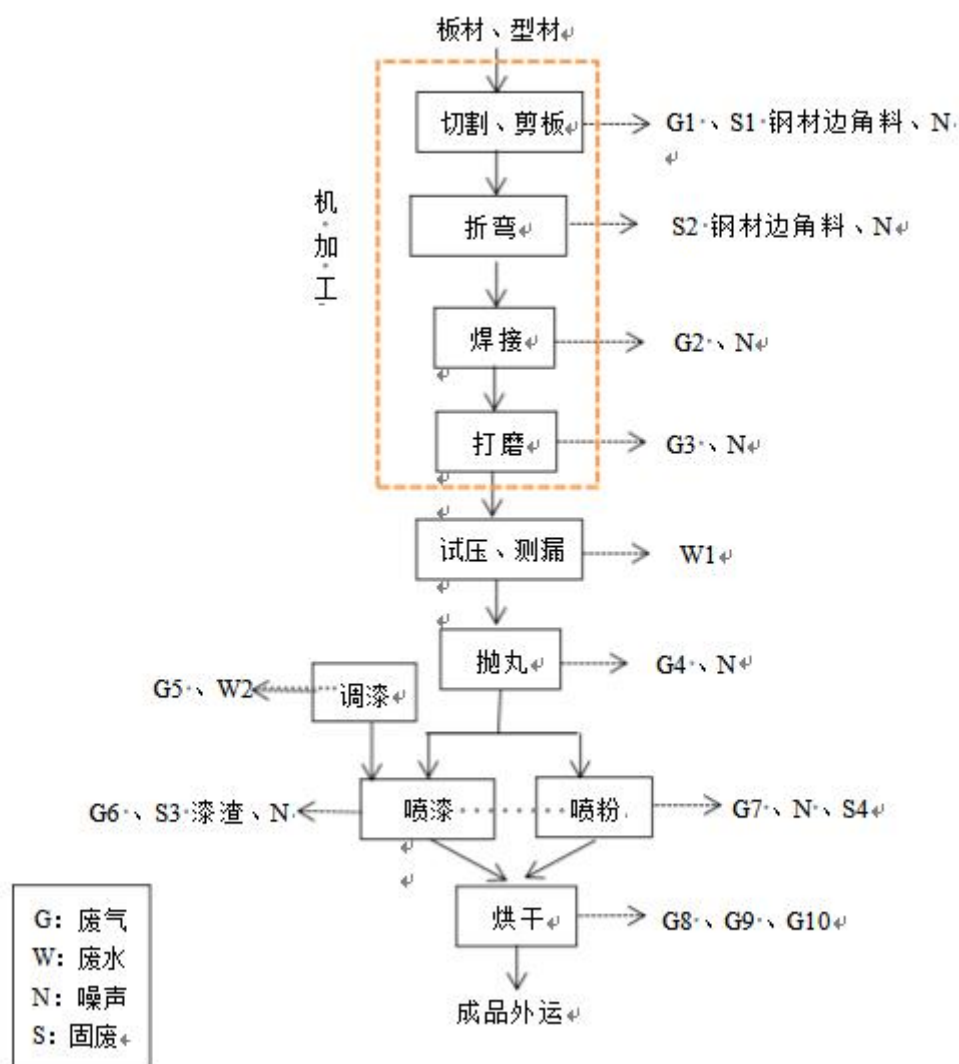 板材、型材
切割、剪板
G1、S1 钢材边角料、N
折弯
S2 钢材边角料、N
机加工
焊接
G2、N
打磨
G3、N
试压、测漏
W1
抛丸
G4、N
G5、W2
调漆
G6、S3 漆渣、N
喷漆
喷粉
G7、N、S4
烘干
G8、G9、G10
成品外运
G：废气
W：废水
N：噪声
S：固废